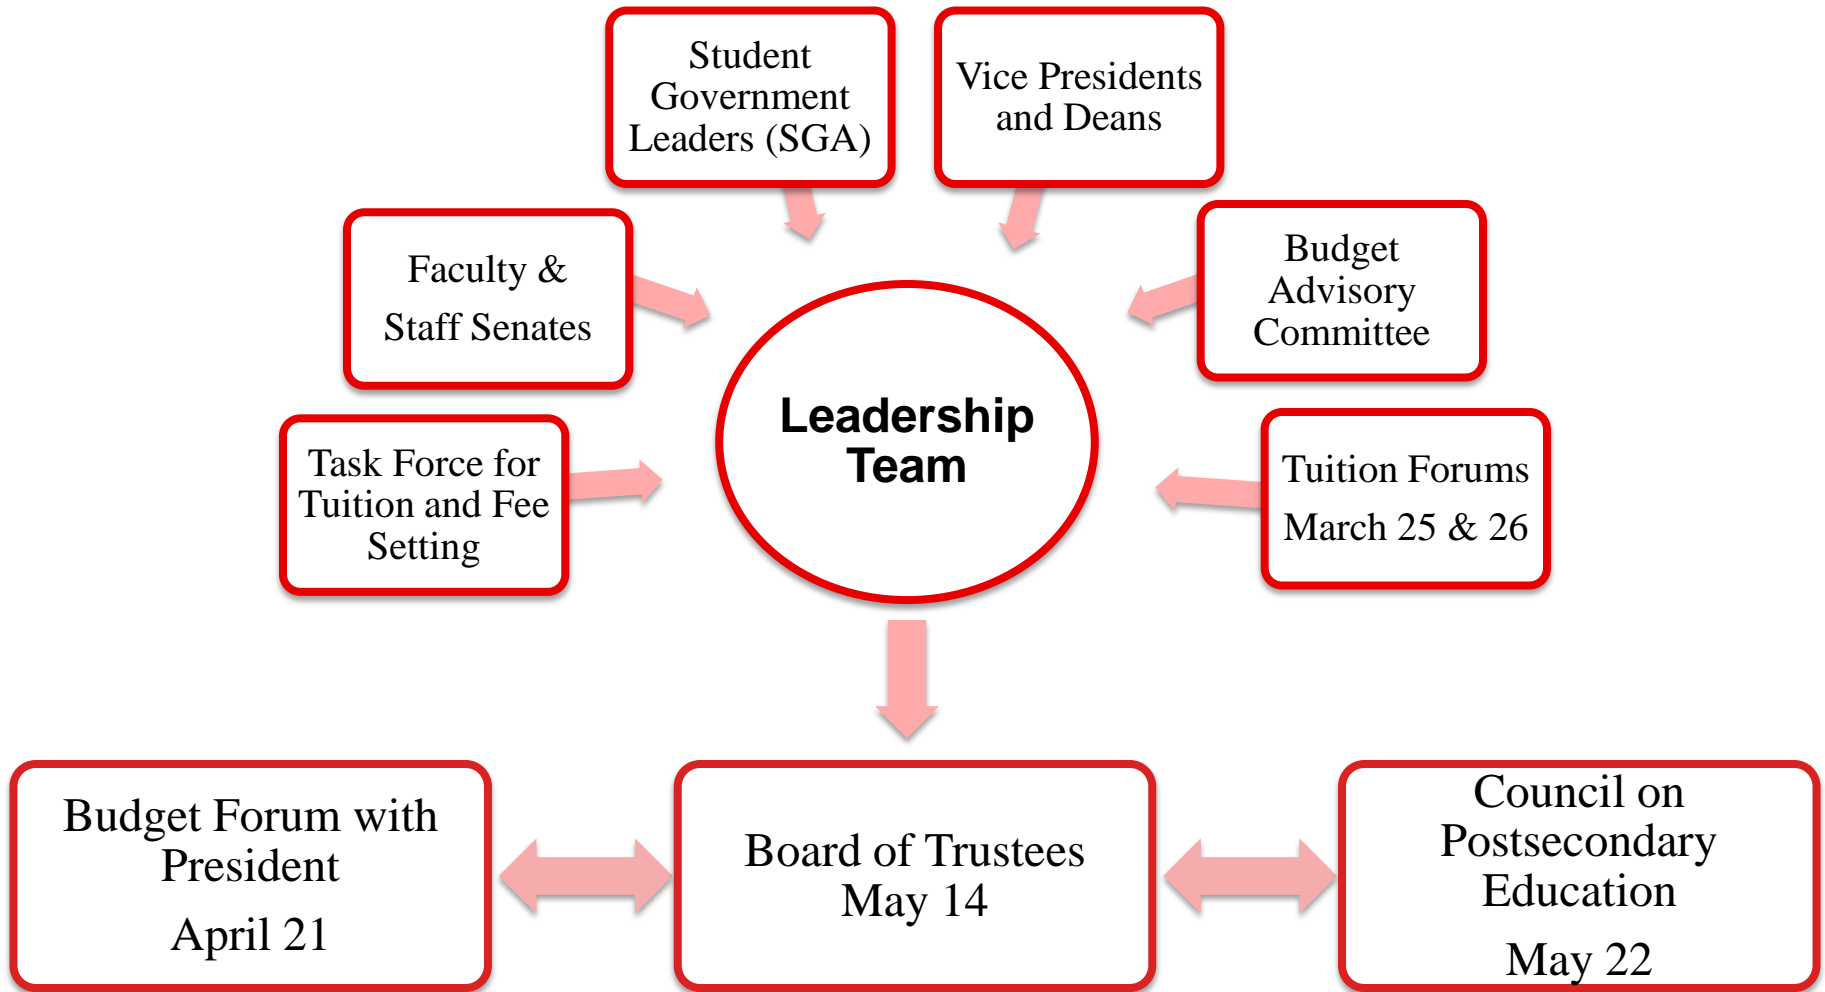 Student
Government
Leaders (SGA)
Vice Presidents
and Deans
Faculty &
Staff Senates
Budget
Advisory
Committee
Task Force for
Tuition and Fee
Setting
Leadership
Team
Tuition Forums
March 25 & 26
Budget Forum with
President
April 21
Board of Trustees
May 14
Council on
Postsecondary
Education
May 22